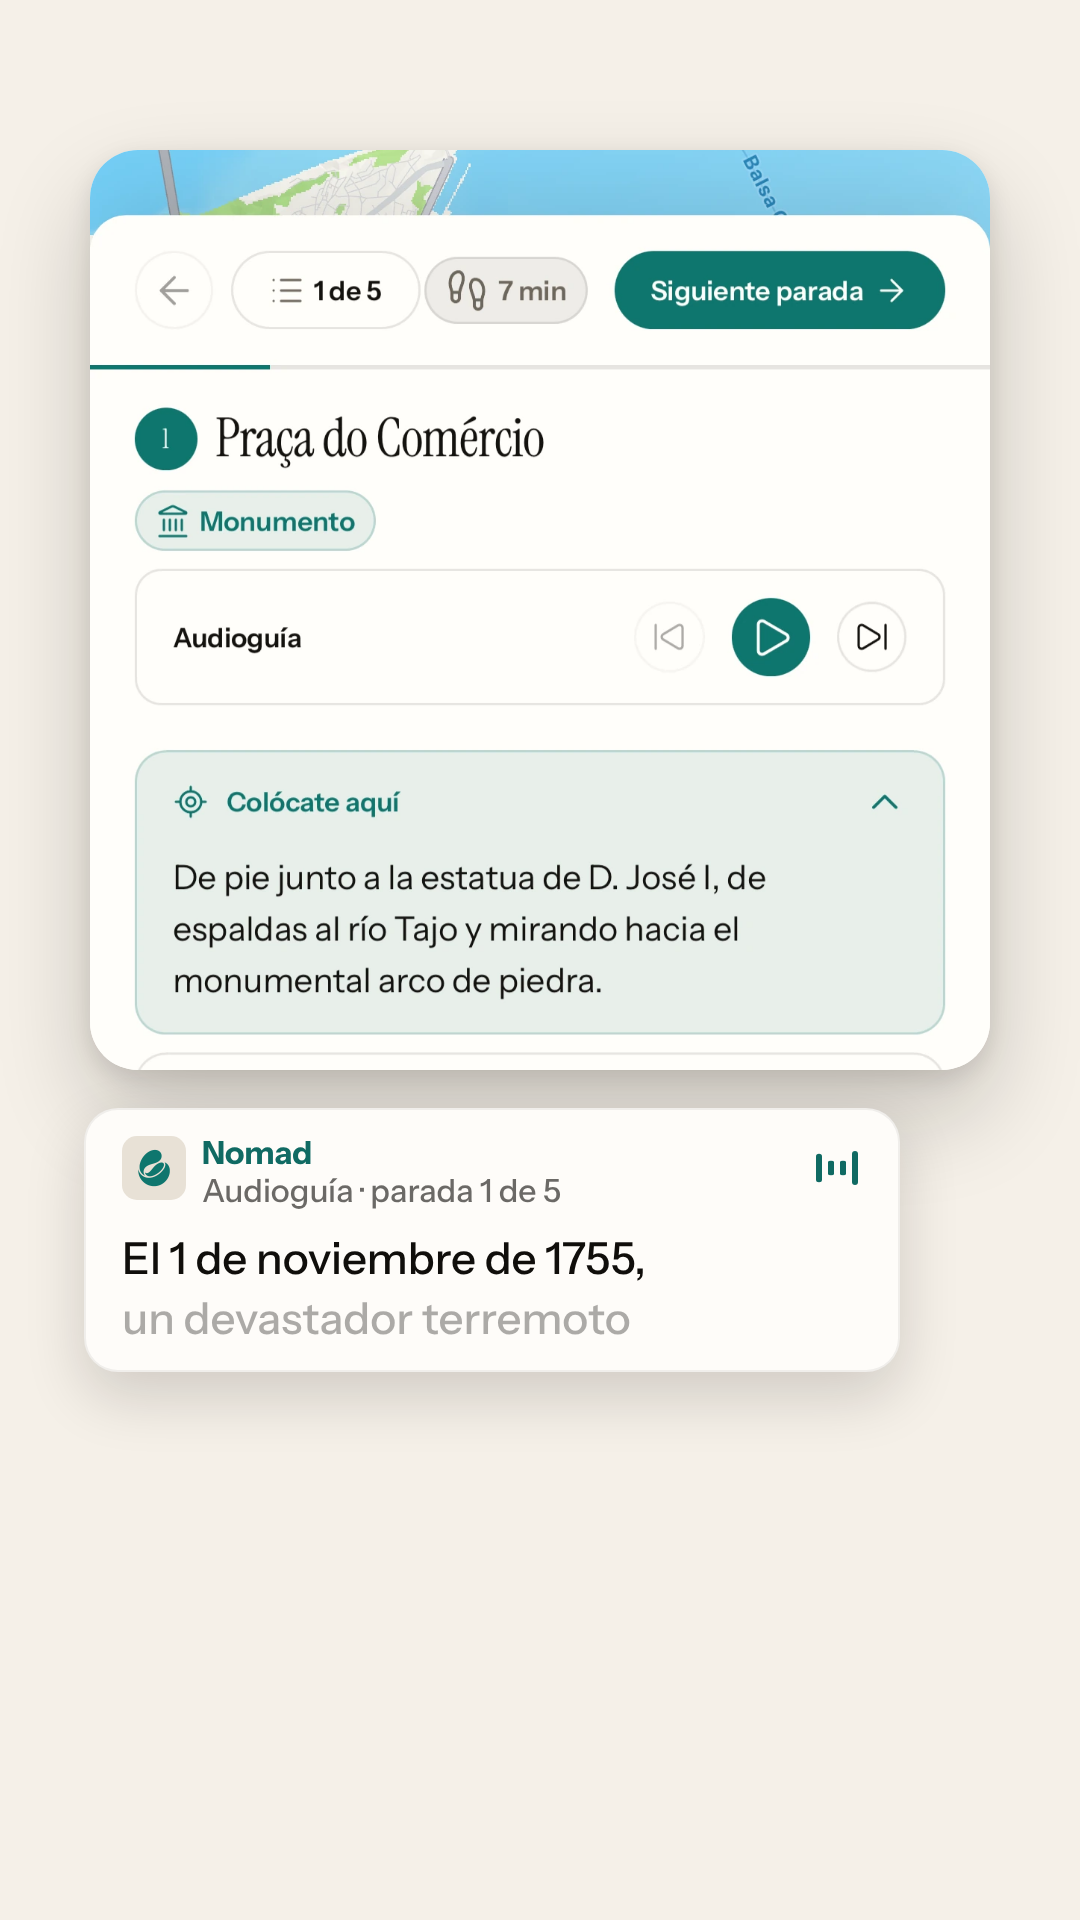 Balsa
1 de 5
7 min
Siguiente parada
1
Praça do Comércio
Monumento
Audioguía
Colócate aquí
De pie junto a la estatua de D. José I, de
espaldas al río Tajo y mirando hacia el
monumental arco de piedra.
Nomad
Audioguía · parada 1 de 5
El 1 de noviembre de 1755,
un devastador terremoto